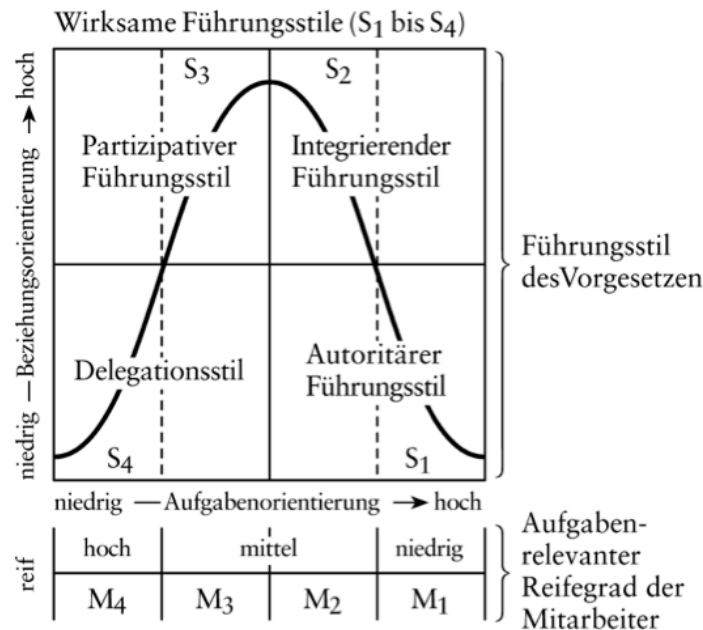 Wirksame Führungsstile (S1 bis S4)
S3
S2
Partizipativer
Führungsstil
Integrierender
Führungsstil
Delegationsstil
Autoritärer
Führungsstil
S4
S1
niedrig — Beziehungsorientierung → hoch
niedrig — Aufgabenorientierung → hoch
Führungsstil
desVorgesetzen
reif
hoch
mittel
niedrig
M4
M3
M2
M1
Aufgaben-
relevanter
Reifegrad der
Mitarbeiter